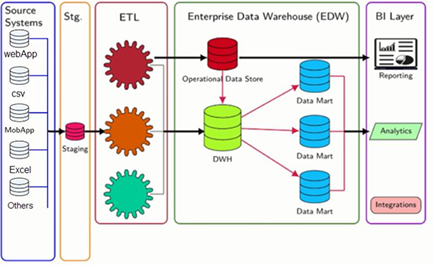 Source
Systems
Stg.
ETL
Enterprise Data Warehouse (EDW)
BI Layer
webApp
csv
MobApp
Excel
Others
Staging
Operational Data Store
DWH
Data Mart
Data Mart
Data Mart
Reporting
Analytics
Integrations